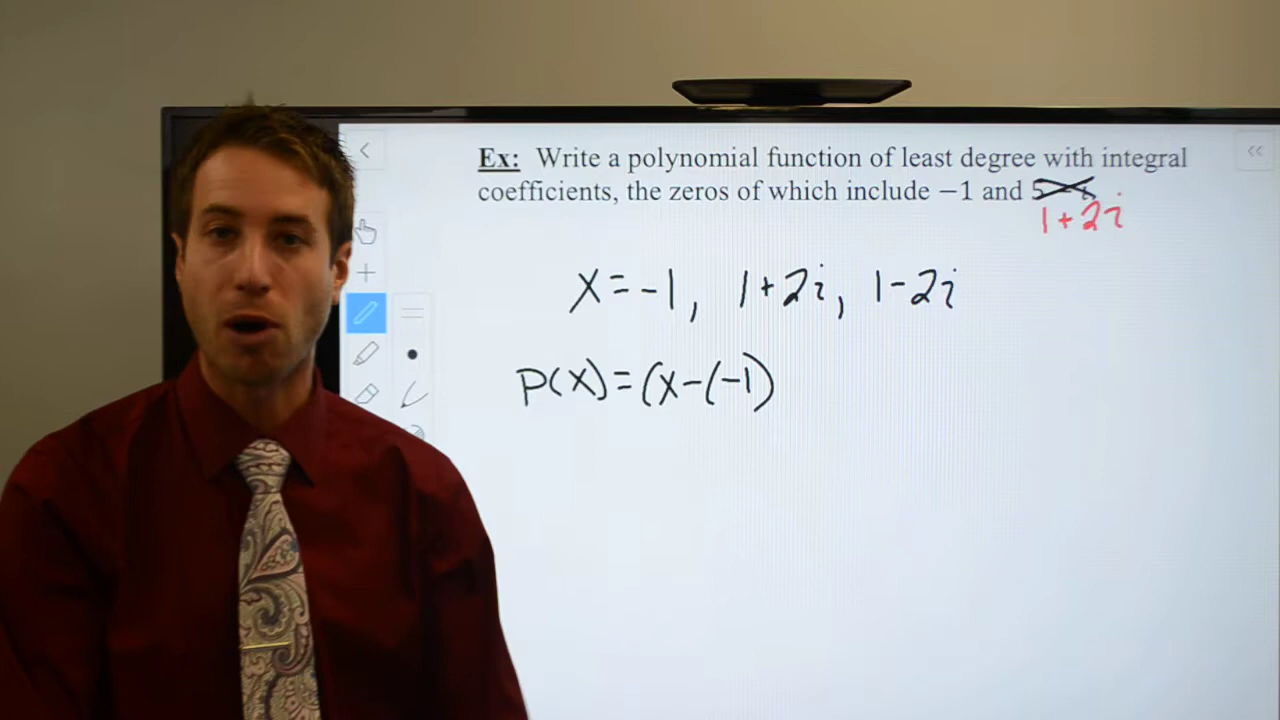 Ex: Write a polynomial function of least degree with integral
coefficients, the zeros of which include −1 and
1+2i
x=-1, 1+2i, 1-2i
P(x)=(x-(-1)